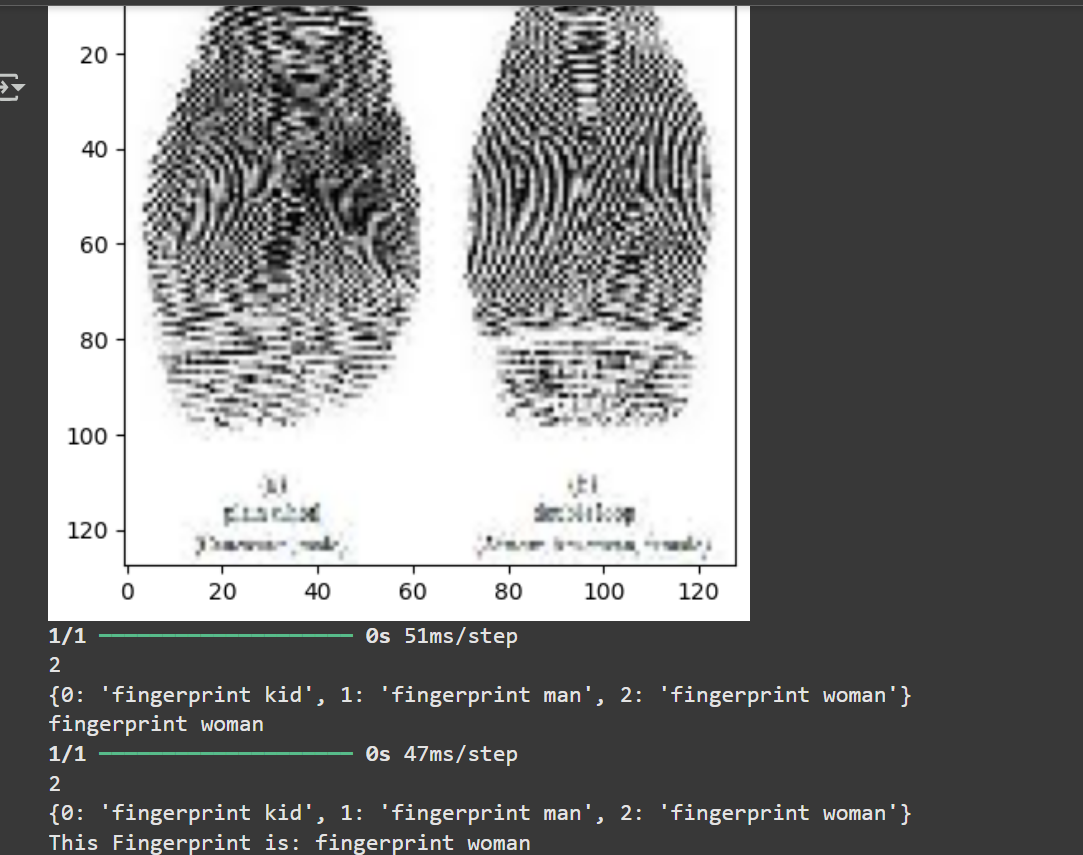 20
40
60
80
100
120
0 20 40 60 80 100 120
1/1 0s 51ms/step
2
{0: 'fingerprint kid', 1: 'fingerprint man', 2: 'fingerprint woman'}
fingerprint woman
1/1 0s 47ms/step
2
{0: 'fingerprint kid', 1: 'fingerprint man', 2: 'fingerprint woman'}
This Fingerprint is: fingerprint woman